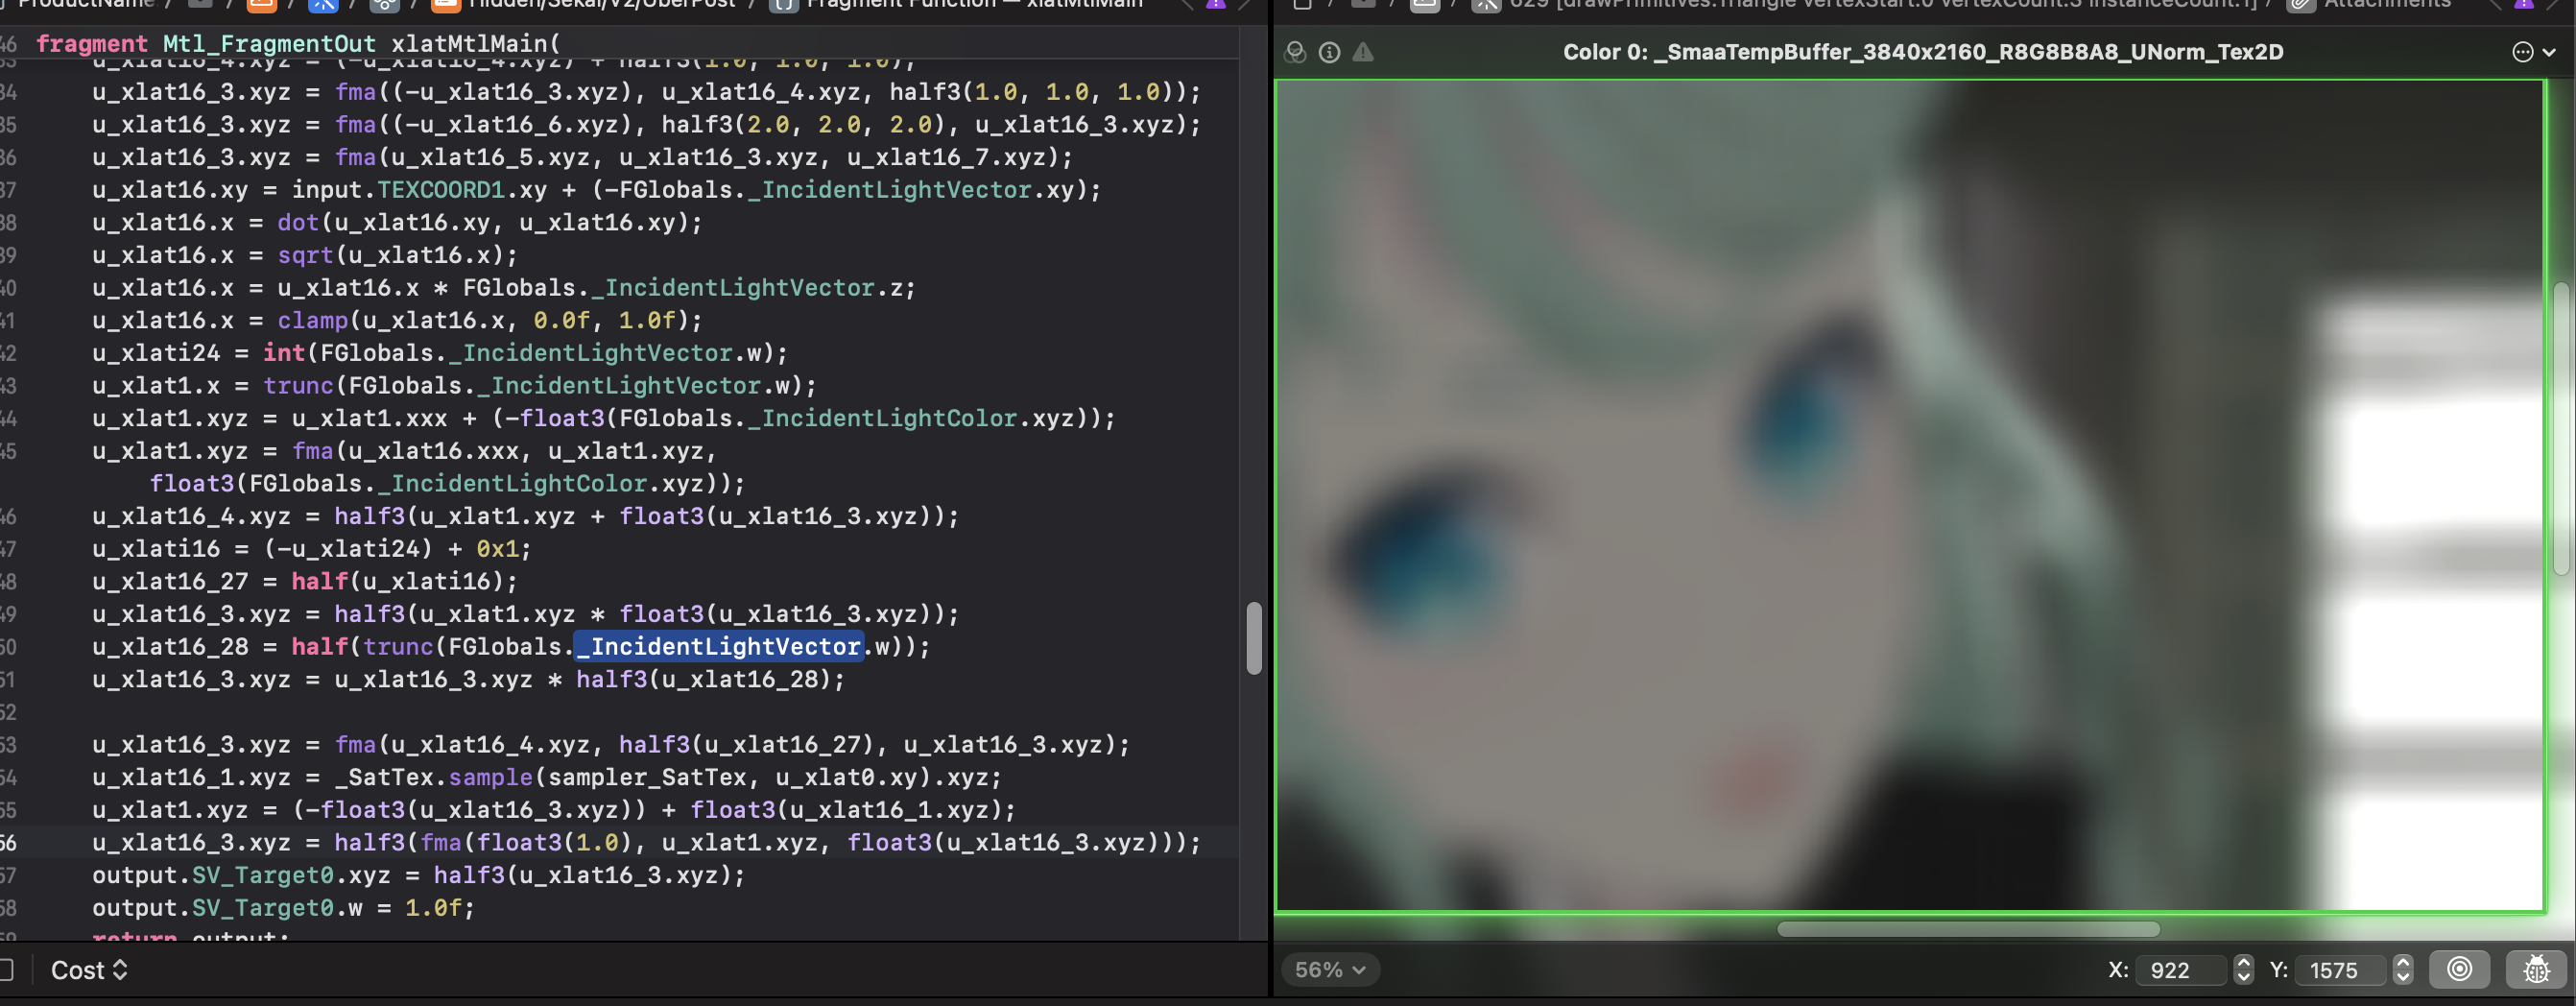 ProductName / / / / / Hidden/Sekai/V2/UberPost / {} Fragment Function — xlatMtlMain
629 [drawPrimitives:Triangle vertexStart:0 vertexCount:3 instanceCount:1] / Attachments
46 fragment Mtl_FragmentOut xlatMtlMain(
u_xlat16_4.xyz = (-u_xlat16_4.xyz) + half3(1.0, 1.0, 1.0);
34 u_xlat16_3.xyz = fma((-u_xlat16_3.xyz), u_xlat16_4.xyz, half3(1.0, 1.0, 1.0));
35 u_xlat16_3.xyz = fma((-u_xlat16_6.xyz), half3(2.0, 2.0, 2.0), u_xlat16_3.xyz);
36 u_xlat16_3.xyz = fma(u_xlat16_5.xyz, u_xlat16_3.xyz, u_xlat16_7.xyz);
37 u_xlat16.xy = input.TEXCOORD1.xy + (-FGlobals._IncidentLightVector.xy);
38 u_xlat16.x = dot(u_xlat16.xy, u_xlat16.xy);
39 u_xlat16.x = sqrt(u_xlat16.x);
40 u_xlat16.x = u_xlat16.x * FGlobals._IncidentLightVector.z;
41 u_xlat16.x = clamp(u_xlat16.x, 0.0f, 1.0f);
42 u_xlati24 = int(FGlobals._IncidentLightVector.w);
43 u_xlat1.x = trunc(FGlobals._IncidentLightVector.w);
44 u_xlat1.xyz = u_xlat1.xxx + (-float3(FGlobals._IncidentLightColor.xyz));
45 u_xlat1.xyz = fma(u_xlat16.xxx, u_xlat1.xyz,
float3(FGlobals._IncidentLightColor.xyz));
46 u_xlat16_4.xyz = half3(u_xlat1.xyz + float3(u_xlat16_3.xyz));
47 u_xlati16 = (-u_xlati24) + 0x1;
48 u_xlat16_27 = half(u_xlati16);
49 u_xlat16_3.xyz = half3(u_xlat1.xyz * float3(u_xlat16_3.xyz));
50 u_xlat16_28 = half(trunc(FGlobals._IncidentLightVector.w));
51 u_xlat16_3.xyz = u_xlat16_3.xyz * half3(u_xlat16_28);
52
53 u_xlat16_3.xyz = fma(u_xlat16_4.xyz, half3(u_xlat16_27), u_xlat16_3.xyz);
54 u_xlat16_1.xyz = _SatTex.sample(sampler_SatTex, u_xlat0.xy).xyz;
55 u_xlat1.xyz = (-float3(u_xlat16_3.xyz)) + float3(u_xlat16_1.xyz);
56 u_xlat16_3.xyz = half3(fma(float3(1.0), u_xlat1.xyz, float3(u_xlat16_3.xyz)));
57 output.SV_Target0.xyz = half3(u_xlat16_3.xyz);
58 output.SV_Target0.w = 1.0f;
return output;
Cost
Color 0: _SmaaTempBuffer_3840x2160_R8G8B8A8_UNorm_Tex2D
56%
X: 922 Y: 1575